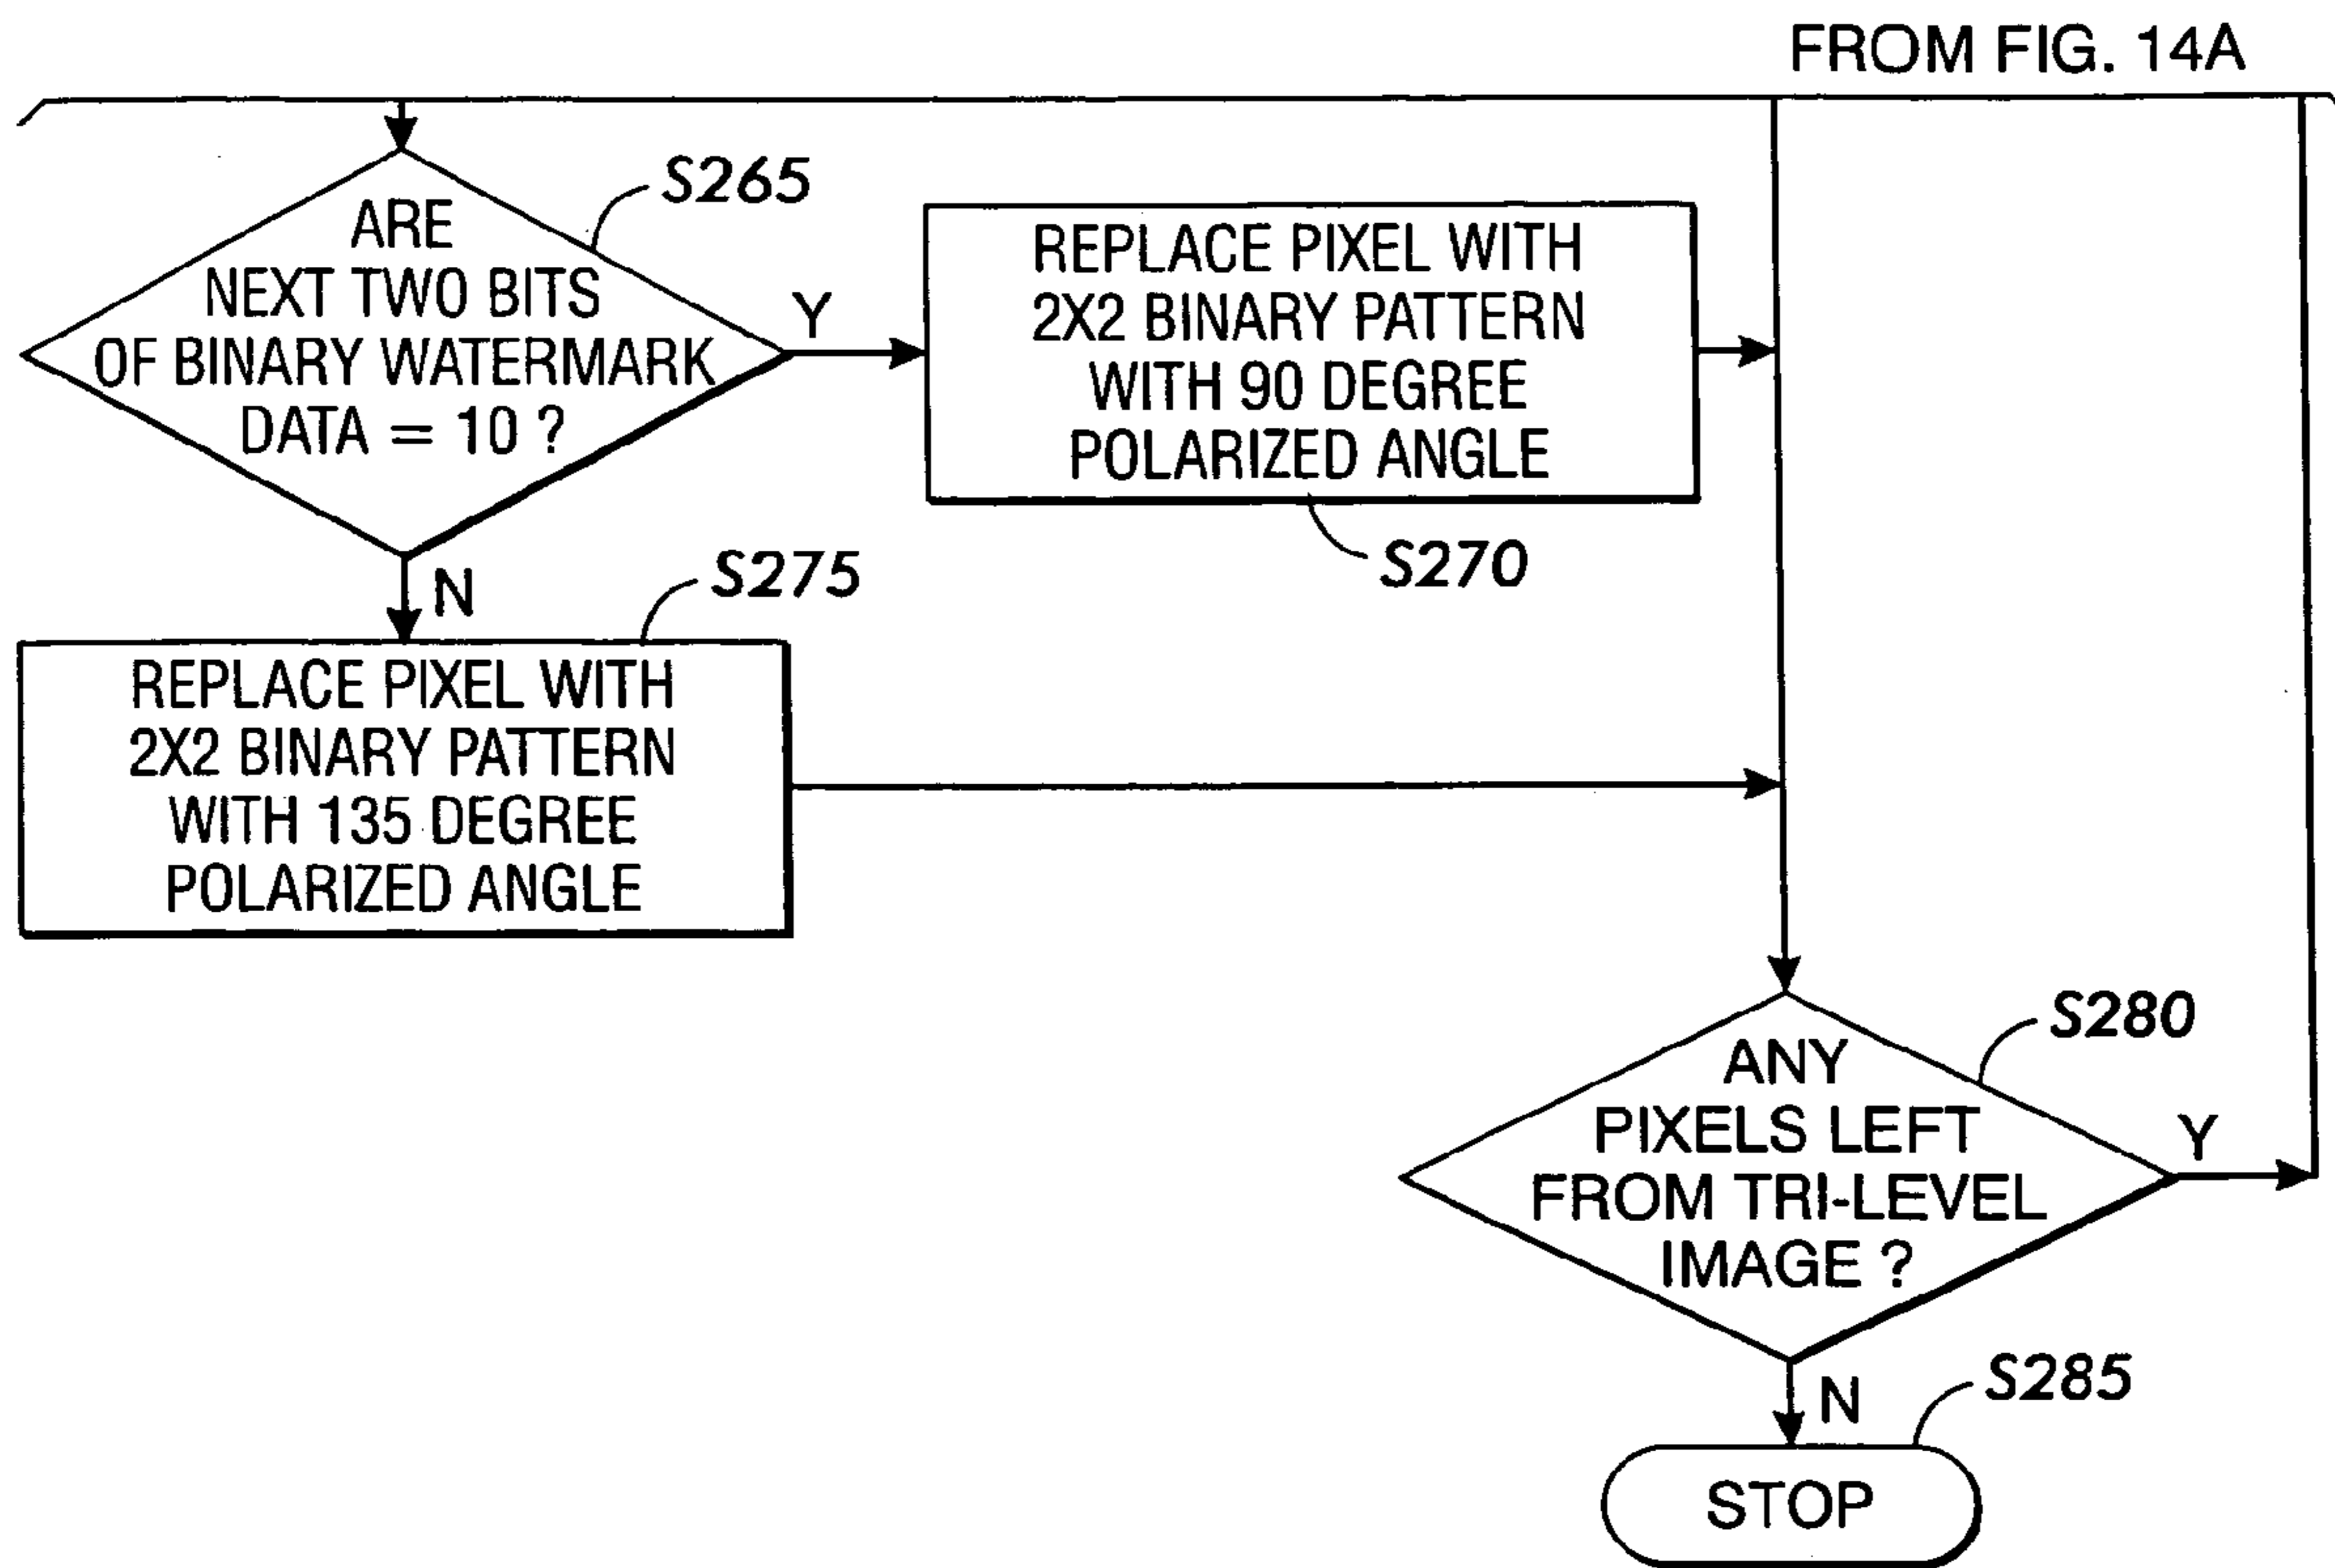 FROM FIG. 14A
S265
ARE
NEXT TWO BITS
OF BINARY WATERMARK
DATA = 10 ?
Y
REPLACE PIXEL WITH
2X2 BINARY PATTERN
WITH 90 DEGREE
POLARIZED ANGLE
S270
N
S275
REPLACE PIXEL WITH
2X2 BINARY PATTERN
WITH 135 DEGREE
POLARIZED ANGLE
S280
ANY
PIXELS LEFT
FROM TRI-LEVEL
IMAGE ?
Y
N
S285
STOP